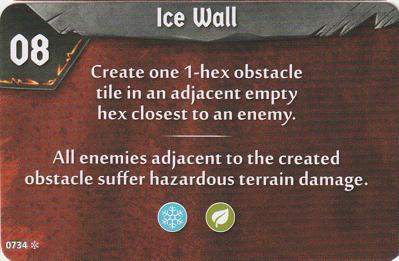 Ice Wall
08
Create one 1-hex obstacle
tile in an adjacent empty
hex closest to an enemy.
All enemies adjacent to the created
obstacle suffer hazardous terrain damage.
0734